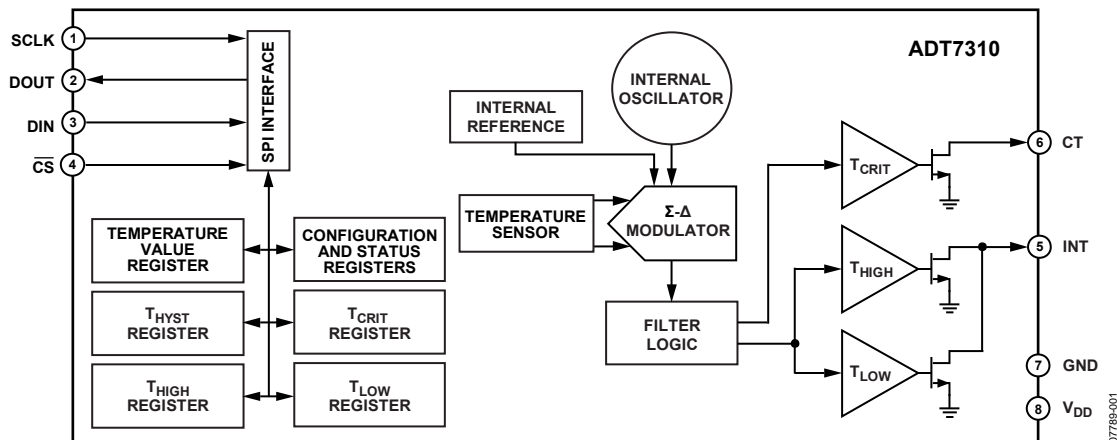 ADT7310
SCLK 1
DOUT 2
DIN 3
CS 4
SPI INTERFACE
INTERNAL
OSCILLATOR
INTERNAL
REFERENCE
TEMPERATURE
SENSOR
Σ-Δ
MODULATOR
FILTER
LOGIC
TEMPERATURE
VALUE
REGISTER
CONFIGURATION
AND STATUS
REGISTERS
THYST
REGISTER
TCRIT
REGISTER
THIGH
REGISTER
TLOW
REGISTER
TCRIT
THIGH
TLOW
6 CT
5 INT
7 GND
8 VDD
07789-001